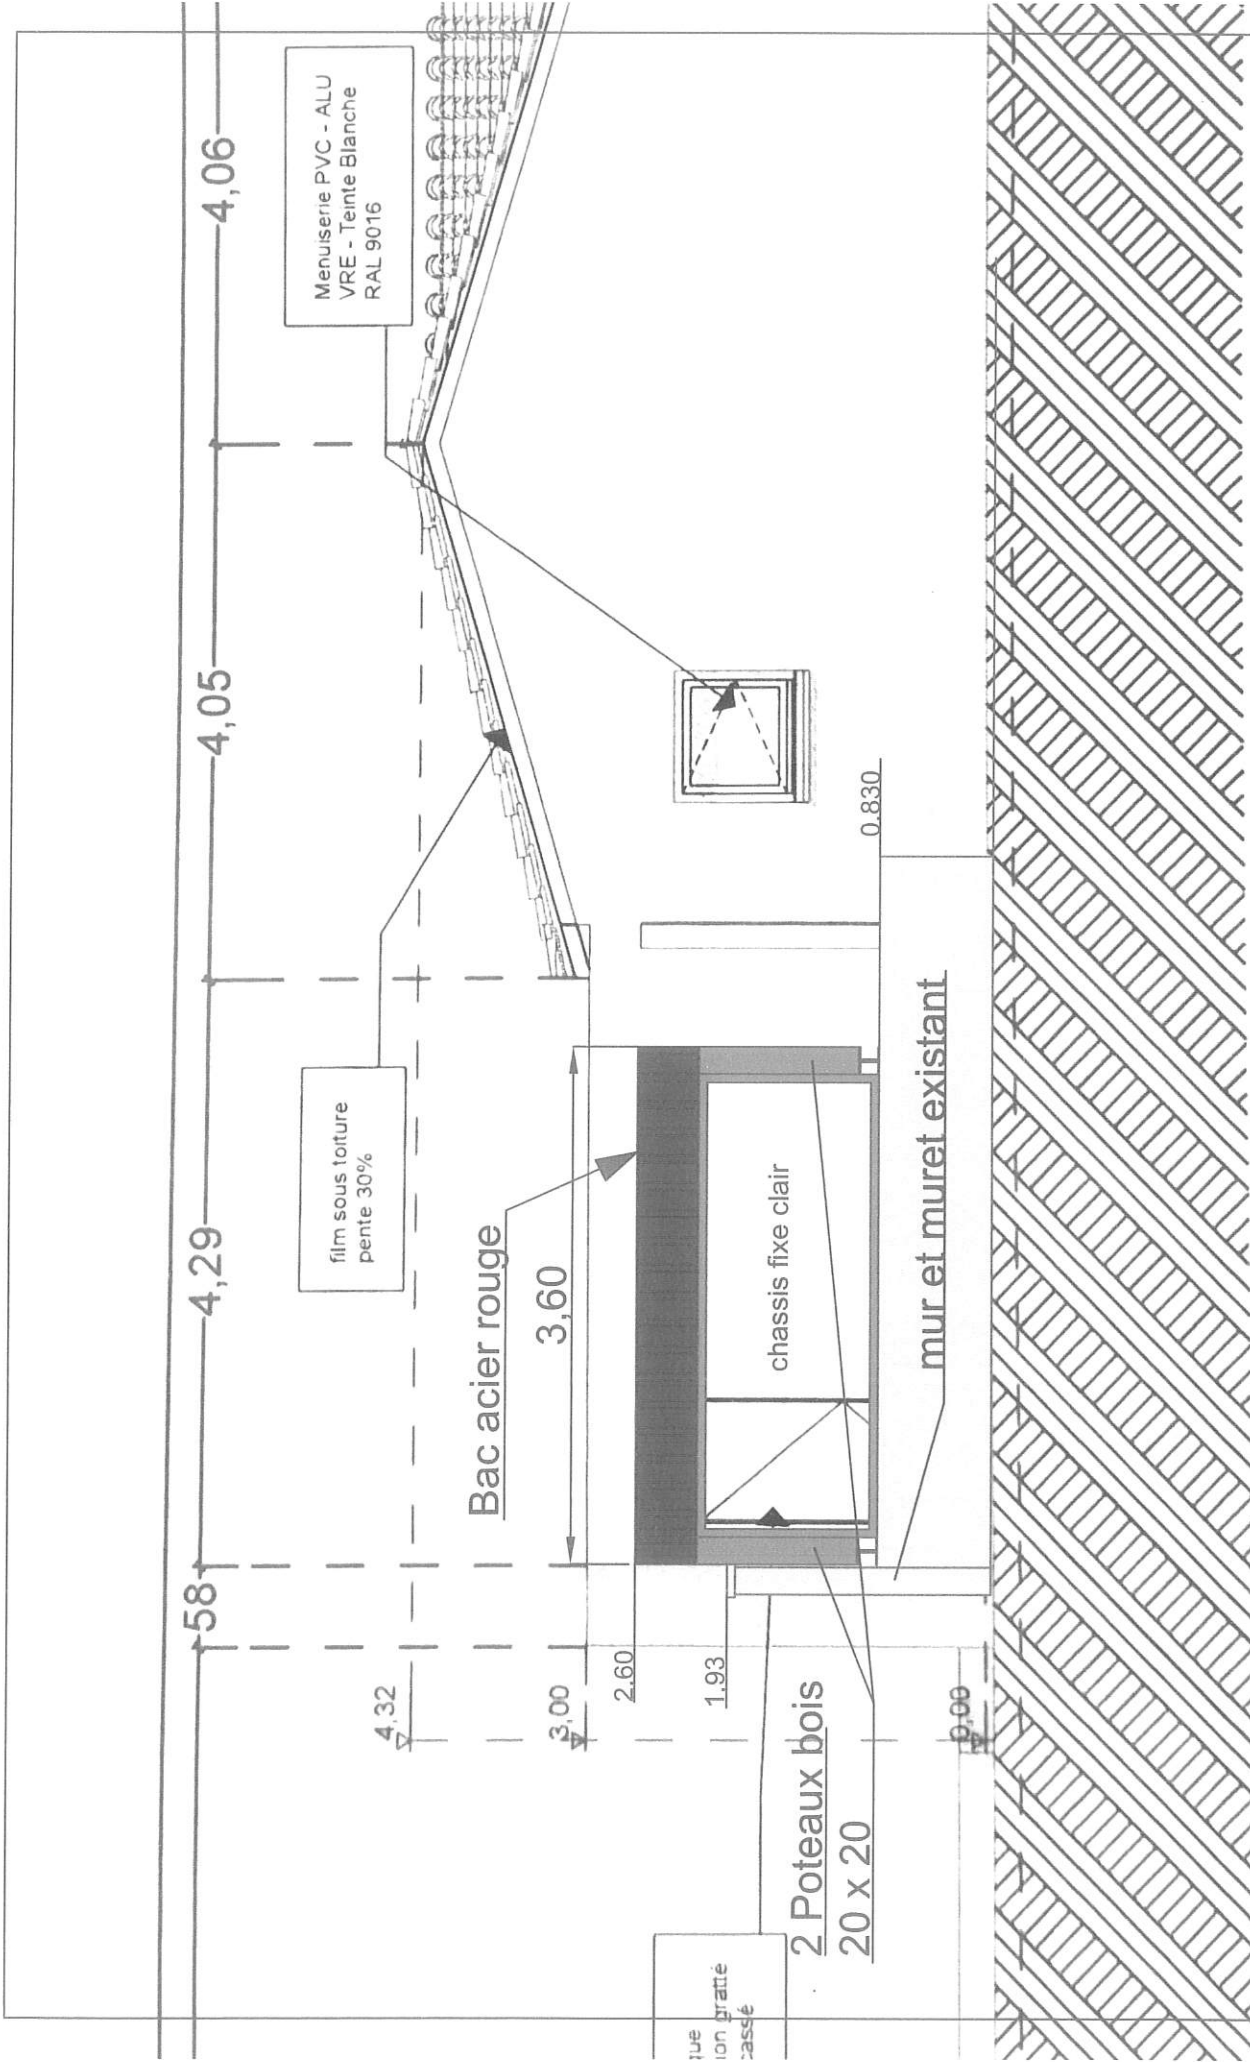 58
4,29
4,05
4,06
Menuiserie PVC - ALU
VRE - Teinte Blanche
RAL 9016
film sous toiture
pente 30%
4,32
3,00
2.60
1.93
0,00
Bac acier rouge
3,60
chassis fixe clair
0.830
mur et muret existant
2 Poteaux bois
20 x 20
que
ion gratté
cassé